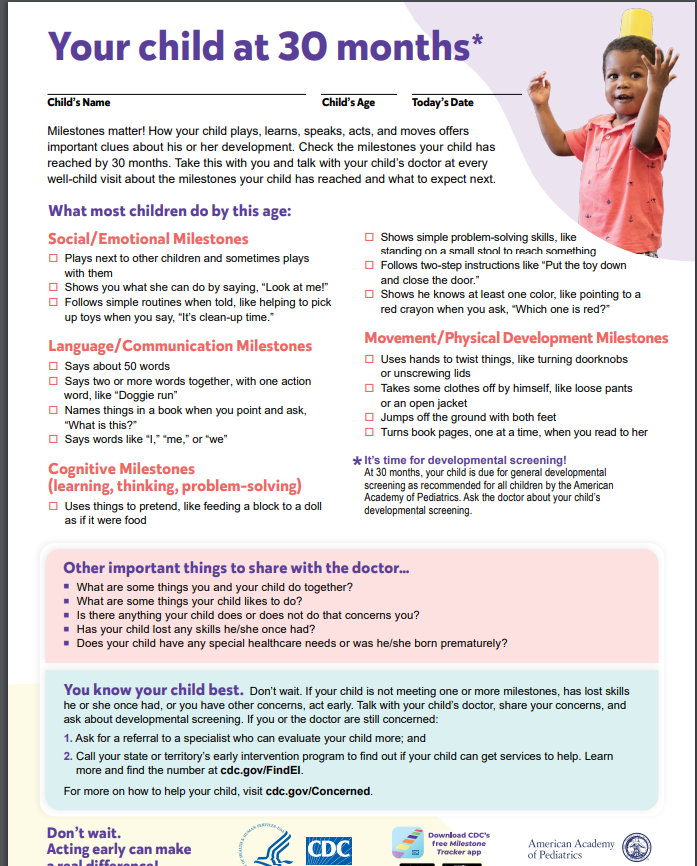 Your child at 30 months*
Child's Name Child's Age Today's Date
Milestones matter! How your child plays, learns, speaks, acts, and moves offers
important clues about his or her development. Check the milestones your child has
reached by 30 months. Take this with you and talk with your child's doctor at every
well-child visit about the milestones your child has reached and what to expect next.
What most children do by this age:
Social/Emotional Milestones
Plays next to other children and sometimes plays
with them
Shows you what she can do by saying, "Look at me!"
Follows simple routines when told, like helping to pick
up toys when you say, "It's clean-up time."
Language/Communication Milestones
Says about 50 words
Says two or more words together, with one action
word, like "Doggie run"
Names things in a book when you point and ask,
"What is this?"
Says words like "I," "me," or "we"
Cognitive Milestones
(learning, thinking, problem-solving)
Uses things to pretend, like feeding a block to a doll
as if it were food
Shows simple problem-solving skills, like
standing on a small stool to reach something
Follows two-step instructions like "Put the toy down
and close the door."
Shows he knows at least one color, like pointing to a
red crayon when you ask, "Which one is red?"
Movement/Physical Development Milestones
Uses hands to twist things, like turning doorknobs
or unscrewing lids
Takes some clothes off by himself, like loose pants
or an open jacket
Jumps off the ground with both feet
Turns book pages, one at a time, when you read to her
* It's time for developmental screening!
At 30 months, your child is due for general developmental
screening as recommended for all children by the American
Academy of Pediatrics. Ask the doctor about your child's
developmental screening.
Other important things to share with the doctor...
What are some things you and your child do together?
What are some things your child likes to do?
Is there anything your child does or does not do that concerns you?
Has your child lost any skills he/she once had?
Does your child have any special healthcare needs or was he/she born prematurely?
You know your child best. Don't wait. If your child is not meeting one or more milestones, has lost skills
he or she once had, or you have other concerns, act early. Talk with your child's doctor, share your concerns, and
ask about developmental screening. If you or the doctor are still concerned:
1. Ask for a referral to a specialist who can evaluate your child more; and
2. Call your state or territory's early intervention program to find out if your child can get services to help. Learn
more and find the number at cdc.gov/FindEI.
For more on how to help your child, visit cdc.gov/Concerned.
Don't wait.
Acting early can make
a real difference!
CDC
Download CDC's
free Milestone
Tracker app
American Academy
of Pediatrics